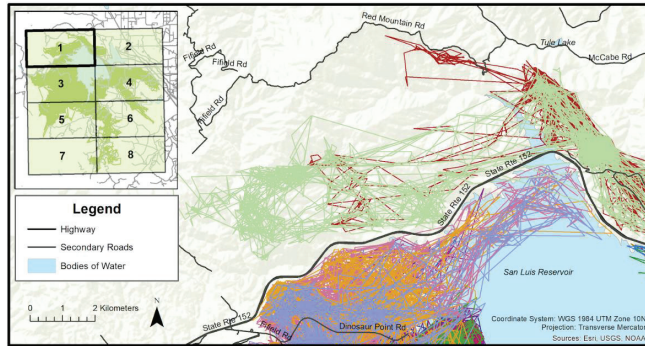 1
2
3
4
5
6
7
8
Legend
Highway
Secondary Roads
Bodies of Water
0 1 2 Kilometers
N
Red Mountain Rd
Tule Lake
McCabe Rd
Fifield Rd
Fifield Rd
Fifield Rd
State Rte 152
State Rte 152
State Rte 152
San Luis Reservoir
State Rte 152
Fifield Rd
Dinosaur Point Rd
Coordinate System: WGS 1984 UTM Zone 10N
Projection: Transverse Mercator
Sources: Esri, USGS, NOAA